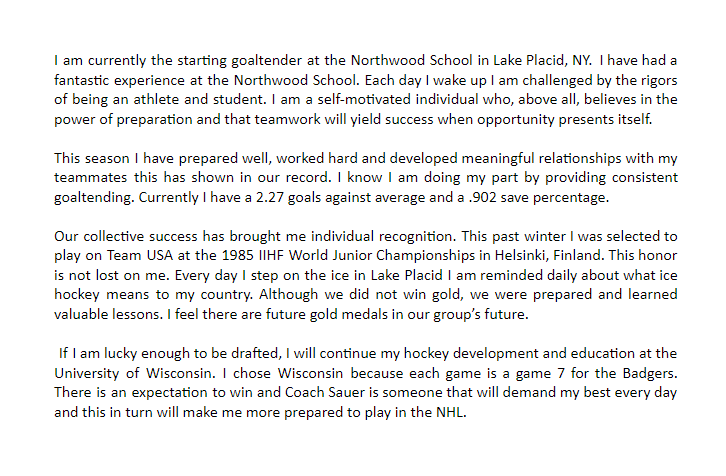 I am currently the starting goaltender at the Northwood School in Lake Placid, NY.  I have had a
fantastic experience at the Northwood School. Each day I wake up I am challenged by the rigors
of being an athlete and student. I am a self-motivated individual who, above all, believes in the
power of preparation and that teamwork will yield success when opportunity presents itself.

This season I have prepared well, worked hard and developed meaningful relationships with my
teammates this has shown in our record. I know I am doing my part by providing consistent
goaltending. Currently I have a 2.27 goals against average and a .902 save percentage.

Our collective success has brought me individual recognition. This past winter I was selected to
play on Team USA at the 1985 IIHF World Junior Championships in Helsinki, Finland. This honor
is not lost on me. Every day I step on the ice in Lake Placid I am reminded daily about what ice
hockey means to my country. Although we did not win gold, we were prepared and learned
valuable lessons. I feel there are future gold medals in our group’s future.

If I am lucky enough to be drafted, I will continue my hockey development and education at the
University of Wisconsin. I chose Wisconsin because each game is a game 7 for the Badgers.
There is an expectation to win and Coach Sauer is someone that will demand my best every day
and this in turn will make me more prepared to play in the NHL.